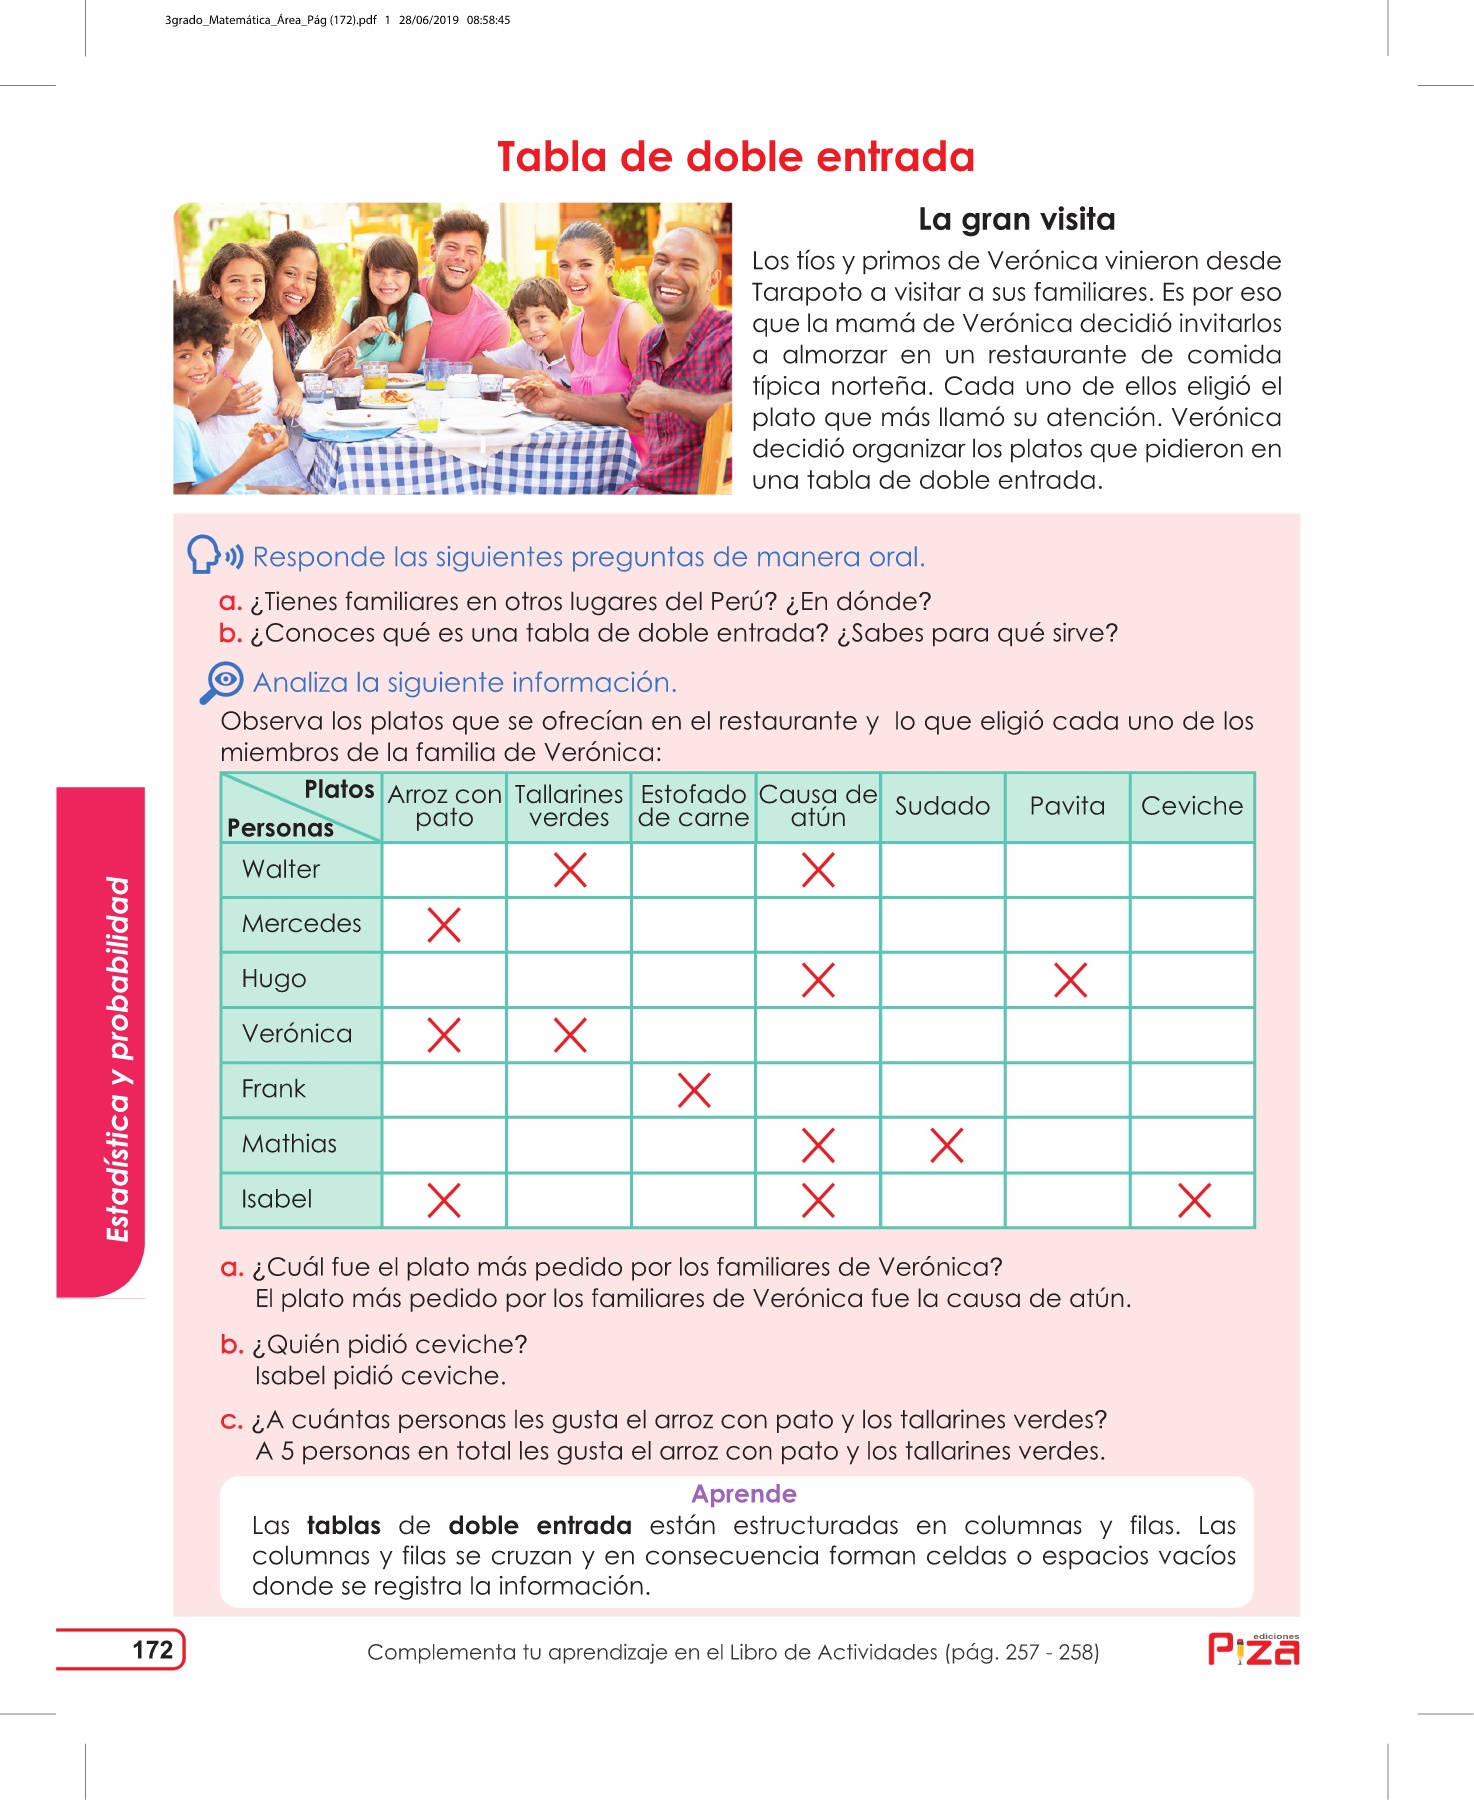 3grado_Matemática_Área_Pág (172).pdf 1 28/06/2019 08:58:45
Tabla de doble entrada
La gran visita
Los tíos y primos de Verónica vinieron desde
Tarapoto a visitar a sus familiares. Es por eso
que la mamá de Verónica decidió invitarlos
a almorzar en un restaurante de comida
típica norteña. Cada uno de ellos eligió el
plato que más llamó su atención. Verónica
decidió organizar los platos que pidieron en
una tabla de doble entrada.
Responde las siguientes preguntas de manera oral.
a. ¿Tienes familiares en otros lugares del Perú? ¿En dónde?
b. ¿Conoces qué es una tabla de doble entrada? ¿Sabes para qué sirve?
Analiza la siguiente información.
Observa los platos que se ofrecían en el restaurante y lo que eligió cada uno de los
miembros de la familia de Verónica:
Platos
Personas
Arroz con
pato
Tallarines
verdes
Estofado
de carne
Causa de
atún
Sudado
Pavita
Ceviche
Walter
Mercedes
Hugo
Verónica
Frank
Mathias
Isabel
a. ¿Cuál fue el plato más pedido por los familiares de Verónica?
El plato más pedido por los familiares de Verónica fue la causa de atún.
b. ¿Quién pidió ceviche?
Isabel pidió ceviche.
c. ¿A cuántas personas les gusta el arroz con pato y los tallarines verdes?
A 5 personas en total les gusta el arroz con pato y los tallarines verdes.
Aprende
Las tablas de doble entrada están estructuradas en columnas y filas. Las
columnas y filas se cruzan y en consecuencia forman celdas o espacios vacíos
donde se registra la información.
Estadística y probabilidad
172
Complementa tu aprendizaje en el Libro de Actividades (pág. 257 - 258)
ediciones
Piza